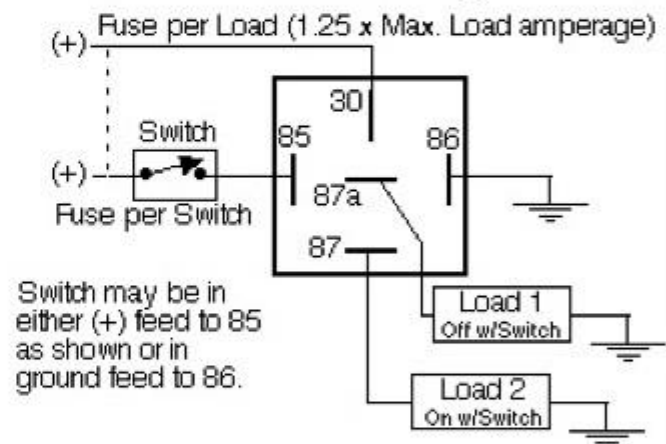 (+) Fuse per Load (1.25 x Max. Load amperage)
30
Switch
85
86
(+)
87a
Fuse per Switch
87
Switch may be in
either (+) feed to 85
as shown or in
ground feed to 86.
Load 1
Off w/Switch
Load 2
On w/Switch